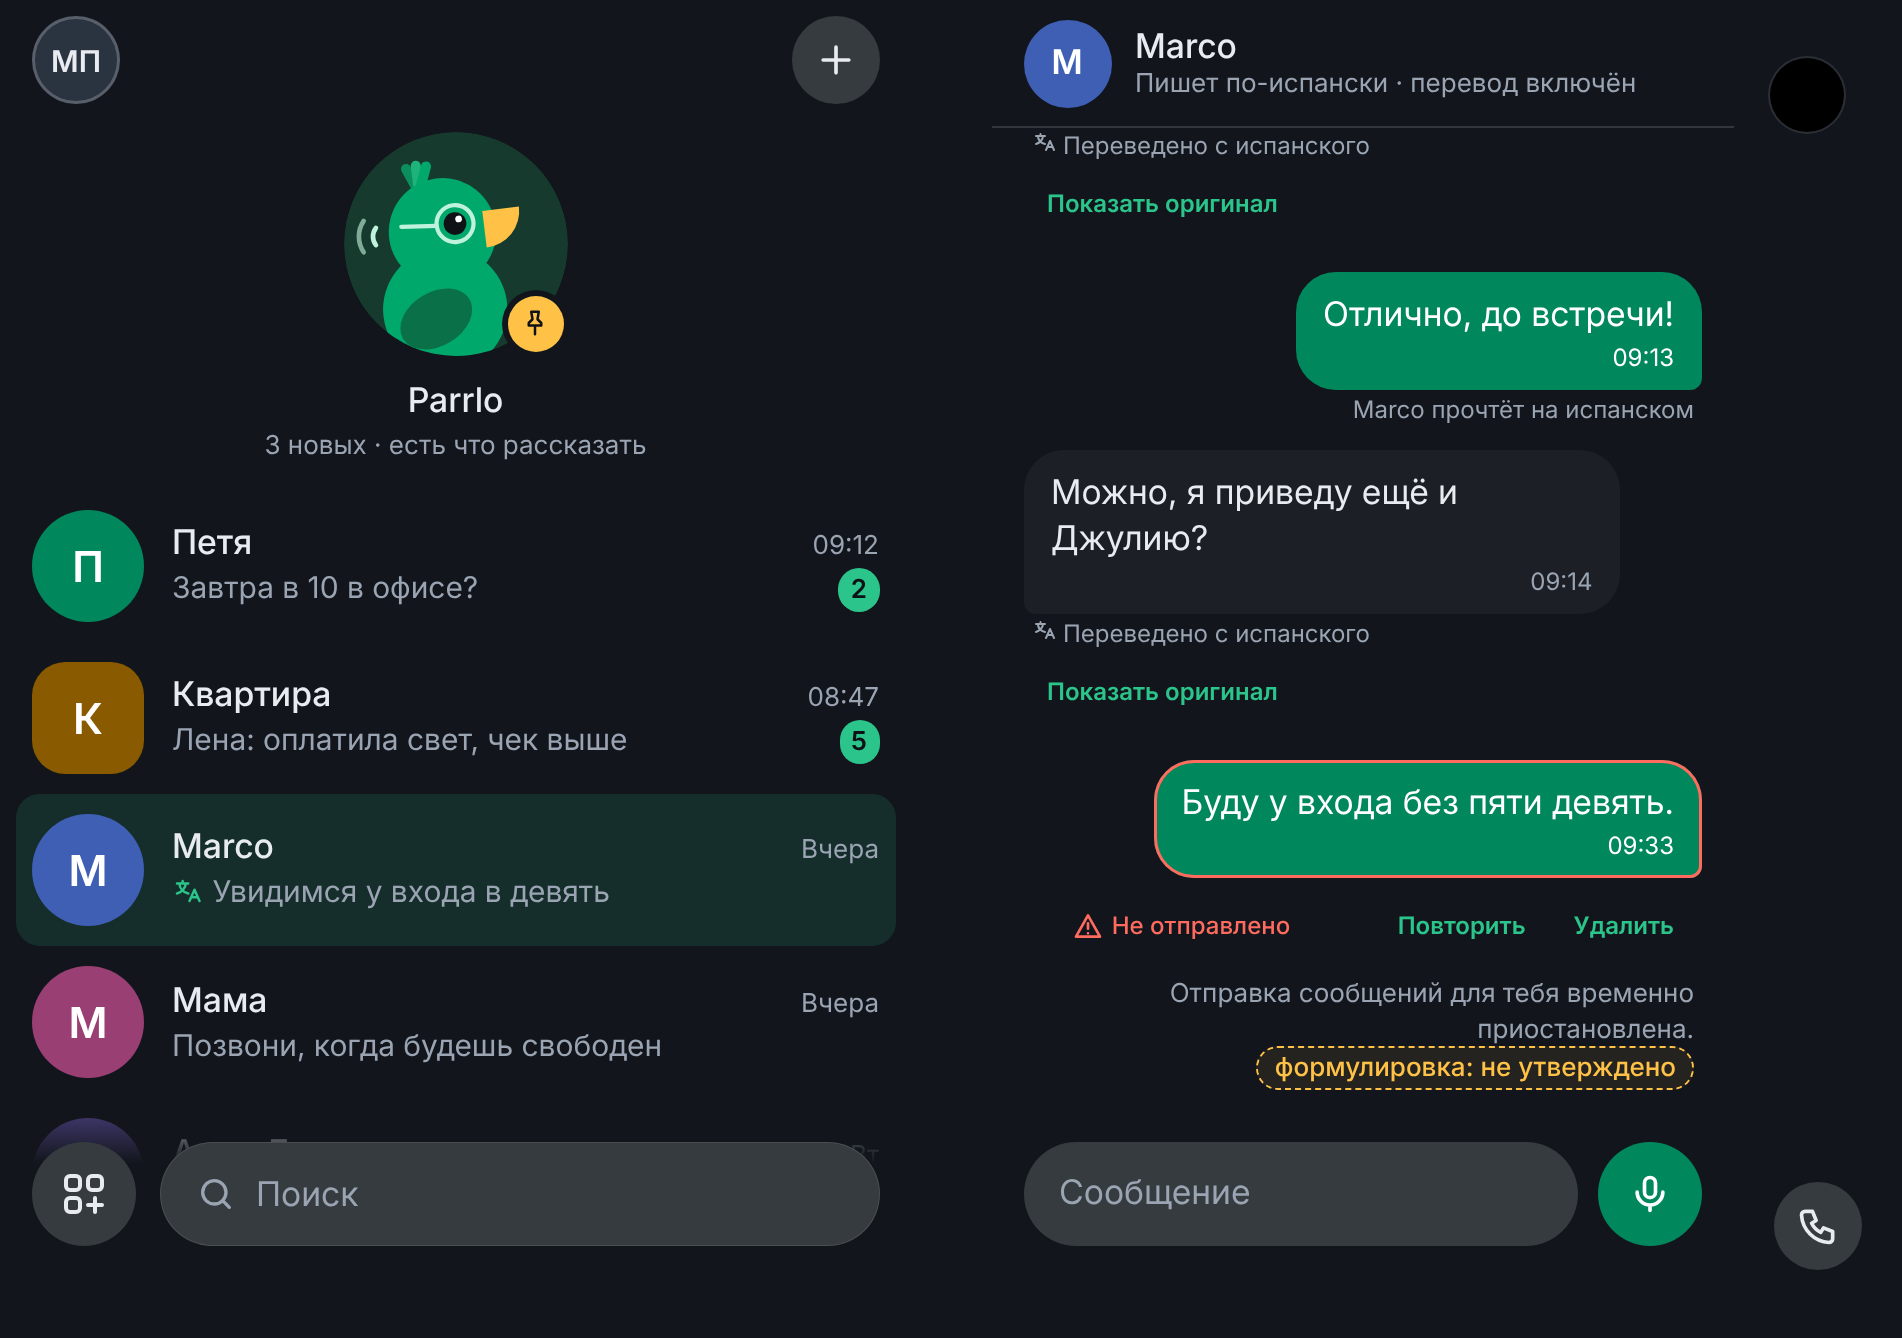 МП
Parrlo
3 новых · есть что рассказать
П
Петя
09:12
Завтра в 10 в офисе?
2
К
Квартира
08:47
Лена: оплатила свет, чек выше
5
M
Marco
Вчера
Увидимся у входа в девять
М
Мама
Вчера
Позвони, когда будешь свободен
Поиск
M
Marco
Пишет по-испански · перевод включён
Переведено с испанского
Показать оригинал
Отлично, до встречи!
09:13
Marco прочтёт на испанском
Можно, я приведу ещё и
Джулию?
09:14
Переведено с испанского
Показать оригинал
Буду у входа без пяти девять.
09:33
Не отправлено
Повторить
Удалить
Отправка сообщений для тебя временно
приостановлена.
формулировка: не утверждено
Сообщение